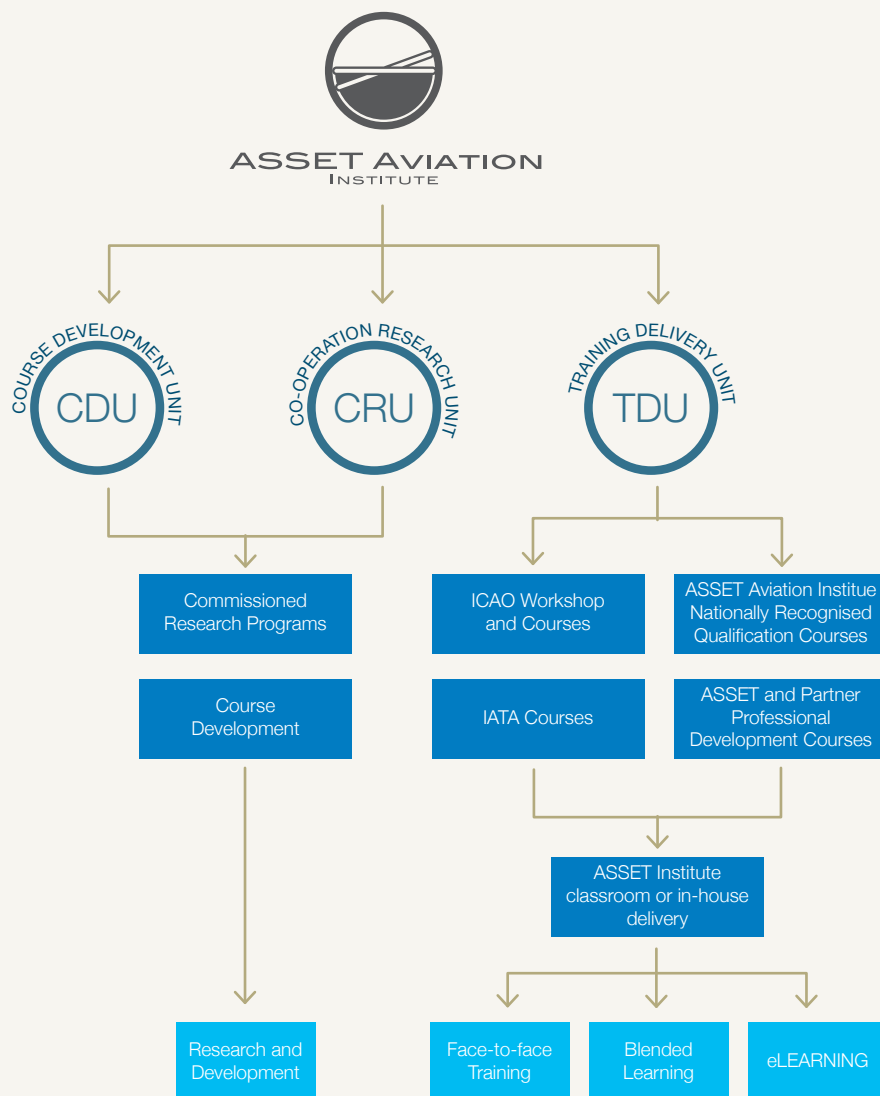 ASSET AVIATION
INSTITUTE
COURSE DEVELOPMENT UNIT
CDU
CO-OPERATION RESEARCH UNIT
CRU
TRAINING DELIVERY UNIT
TDU
Commissioned
Research Programs
ICAO Workshop
and Courses
ASSET Aviation Institue
Nationally Recognised
Qualification Courses
Course
Development
IATA Courses
ASSET and Partner
Professional
Development Courses
ASSET Institute
classroom or in-house
delivery
Research and
Development
Face-to-face
Training
Blended
Learning
eLEARNING